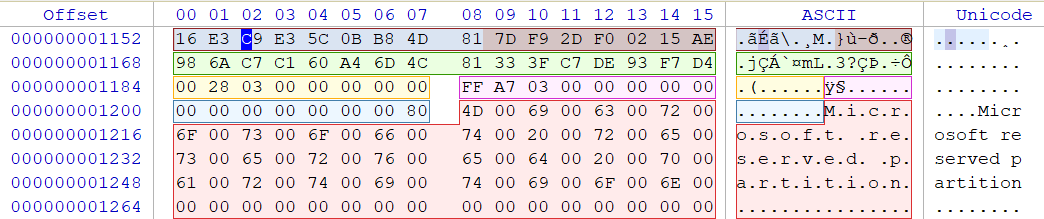 Offset 00 01 02 03 04 05 06 07 08 09 10 11 12 13 14 15 ASCII Unicode
000000001152 16 E3 C9 E3 5C 0B B8 4D 81 7D F9 2D F0 02 15 AE .ãÉã\.¸M.}ù-ð..® ......¸.
000000001168 98 6A C7 C1 60 A4 6D 4C 81 33 3F C7 DE 93 F7 D4 .jÇÁ`¤mL.3?ÇÞ.÷Ô ........
000000001184 00 28 03 00 00 00 00 00 FF A7 03 00 00 00 00 00 .(......ÿ§...... ........
000000001200 00 00 00 00 00 00 00 80 4D 00 69 00 63 00 72 00 ........M.i.c.r. ....Micr
000000001216 6F 00 73 00 6F 00 66 00 74 00 20 00 72 00 65 00 o.s.o.f.t. .r.e. osoft re
000000001232 73 00 65 00 72 00 76 00 65 00 64 00 20 00 70 00 s.e.r.v.e.d. .p. served p
000000001248 61 00 72 00 74 00 69 00 74 00 69 00 6F 00 6E 00 a.r.t.i.t.i.o.n. artition
000000001264 00 00 00 00 00 00 00 00 00 00 00 00 00 00 00 00 ................ ........